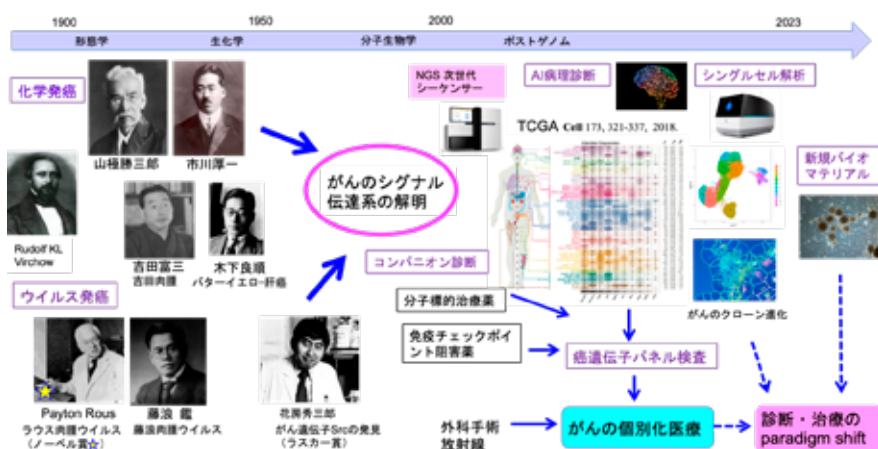 1900
1950
2000
2023
形態学
生化学
分子生物学
ポストゲノム
化学発癌
山極勝三郎
市川厚一
Rudolf KL
Virchow
吉田富三
吉田肉腫
木下良順
バターイエロー肝癌
ウイルス発癌
Payton Rous
ラウス肉腫ウイルス
(ノーベル賞☆)
藤浪 鑑
藤浪肉腫ウイルス
花房秀三郎
がん遺伝子Srcの発見
(ラスカー賞)
がんのシグナル
伝達系の解明
NGS 次世代
シーケンサー
AI病理診断
シングルセル解析
TCGA Cell 173, 321-337, 2018.
新規バイオ
マテリアル
コンパニオン診断
分子標的治療薬
免疫チェックポイ
ント阻害薬
がんのクローン進化
癌遺伝子パネル検査
外科手術
放射線
がんの個別化医療
診断・治療の
paradigm shift